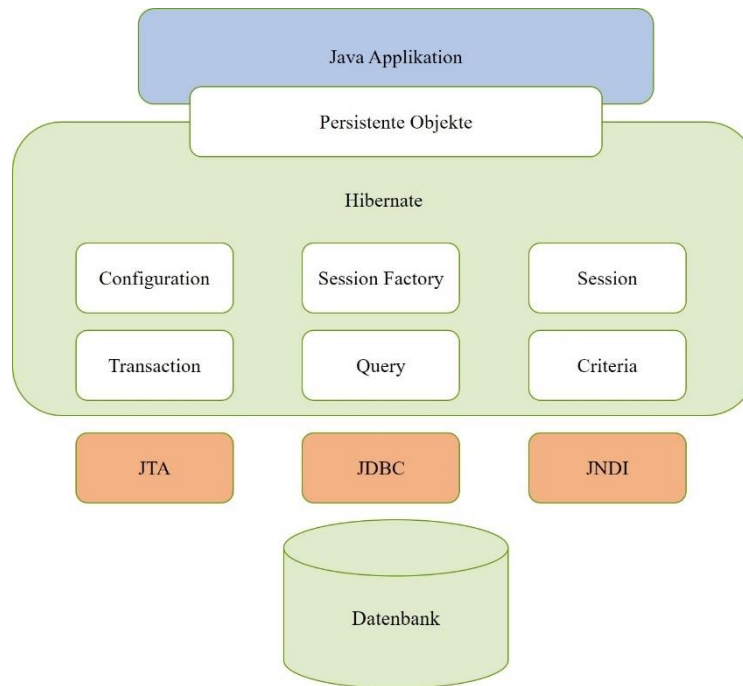 Java Applikation
Persistente Objekte
Hibernate
Configuration
Session Factory
Session
Transaction
Query
Criteria
JTA
JDBC
JNDI
Datenbank